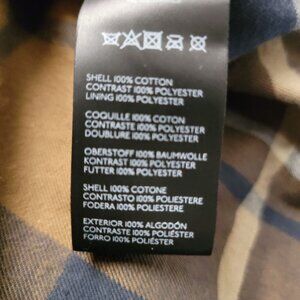 SHELL 100% COTTON
CONTRAST 100% POLYESTER
LINING 100% POLYESTER
COQUILLE 100% COTON
CONTRASTE 100% POLYESTER
DOUBLURE 100% POLYESTER
OBERSTOFF 100% BAUMWOLLE
KONTRAST 100% POLYESTER
FUTTER 100% POLYESTER
SHELL 100% COTONE
CONTRASTO 100% POLIESTERE
FODERA 100% POLIESTERE
EXTERIOR 100% ALGODÓN
CONTRASTE 100% POLIÉSTER
FORRO 100% POLIÉSTER